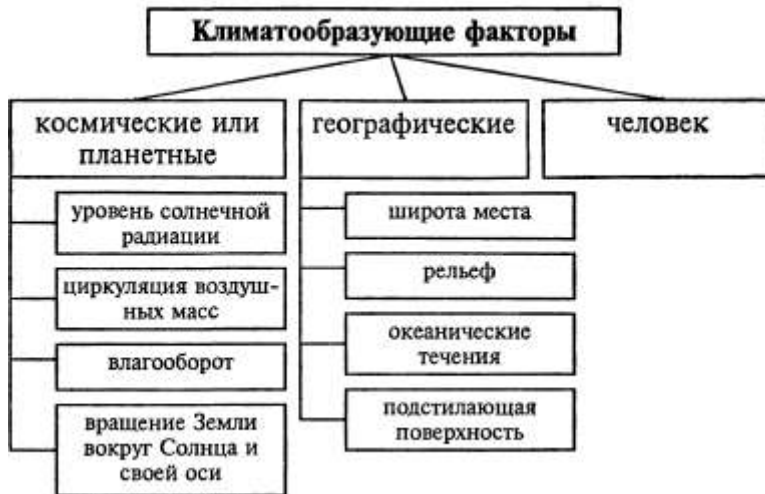 Климатообразующие факторы
космические или
планетные
географические
человек
уровень солнечной
радиации
циркуляция воздуш-
ных масс
влагооборот
вращение Земли
вокруг Солнца и
своей оси
широта места
рельеф
океанические
течения
подстилающая
поверхность